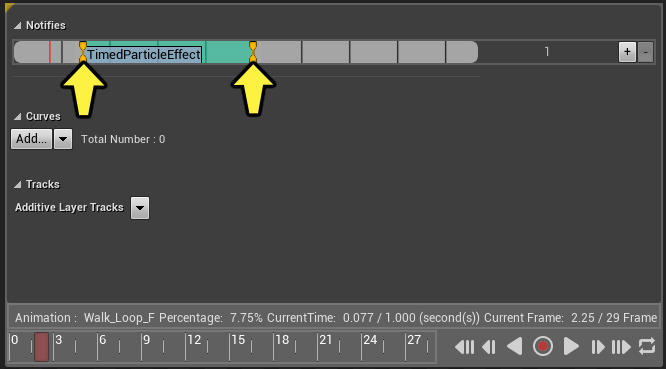 Notifies
TimedParticleEffect 1 + -
Curves
Add... Total Number : 0
Tracks
Additive Layer Tracks
Animation : Walk_Loop_F Percentage: 7.75% CurrentTime: 0.077 / 1.000 (second(s)) Current Frame: 2.25 / 29 Frame
0 3 6 9 12 15 18 21 24 27